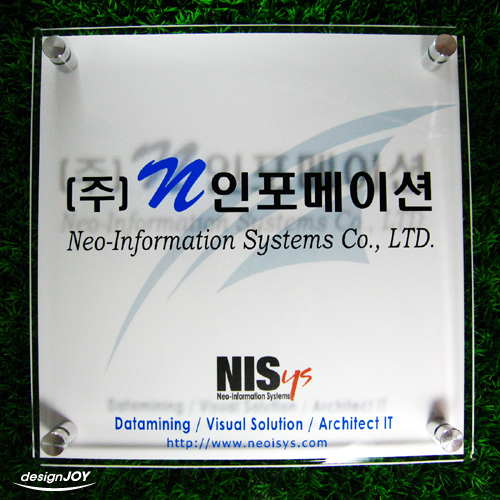 (주) n인포메이션
Neo-Information Systems Co., LTD.
NISys
Neo-Information Systems
Datamining / Visual Solution / Architect IT
http://www.neoisys.com
designJOY